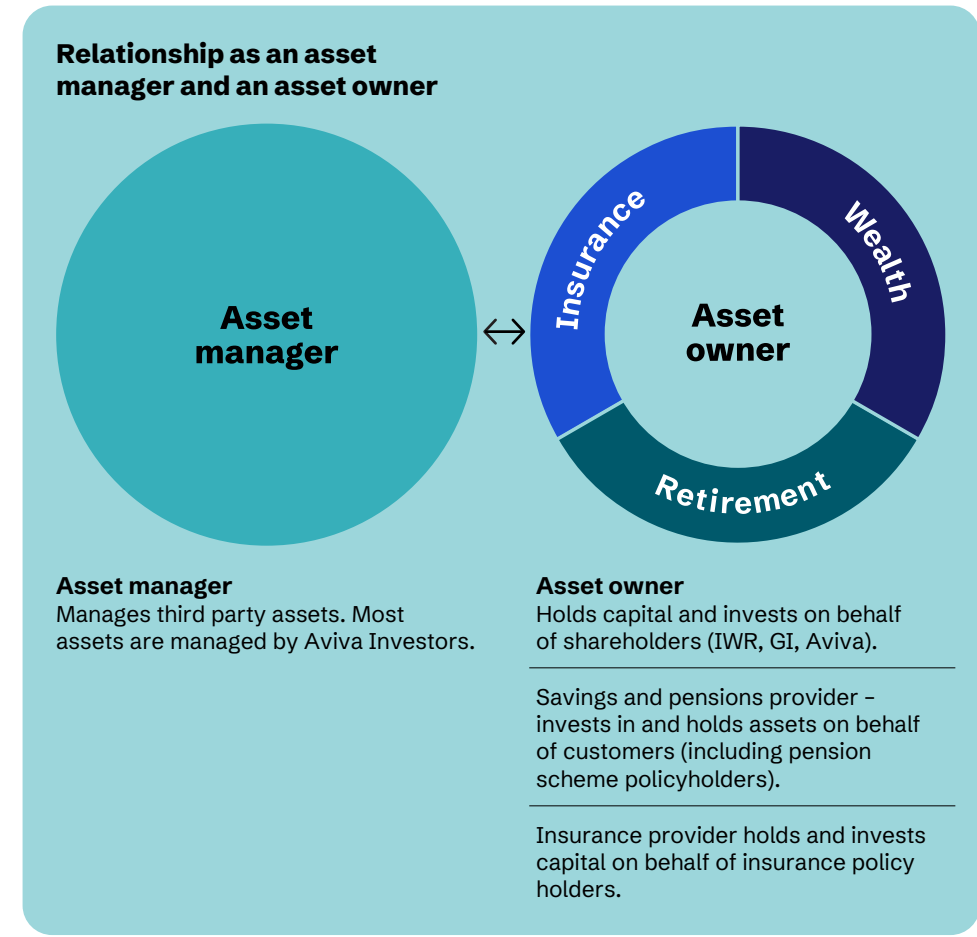 Relationship as an asset
manager and an asset owner
Asset
manager
Insurance
Wealth
Retirement
Asset
owner
Asset manager
Manages third party assets. Most
assets are managed by Aviva Investors.
Asset owner
Holds capital and invests on behalf
of shareholders (IWR, GI, Aviva).
Savings and pensions provider –
invests in and holds assets on behalf
of customers (including pension
scheme policyholders).
Insurance provider holds and invests
capital on behalf of insurance policy
holders.